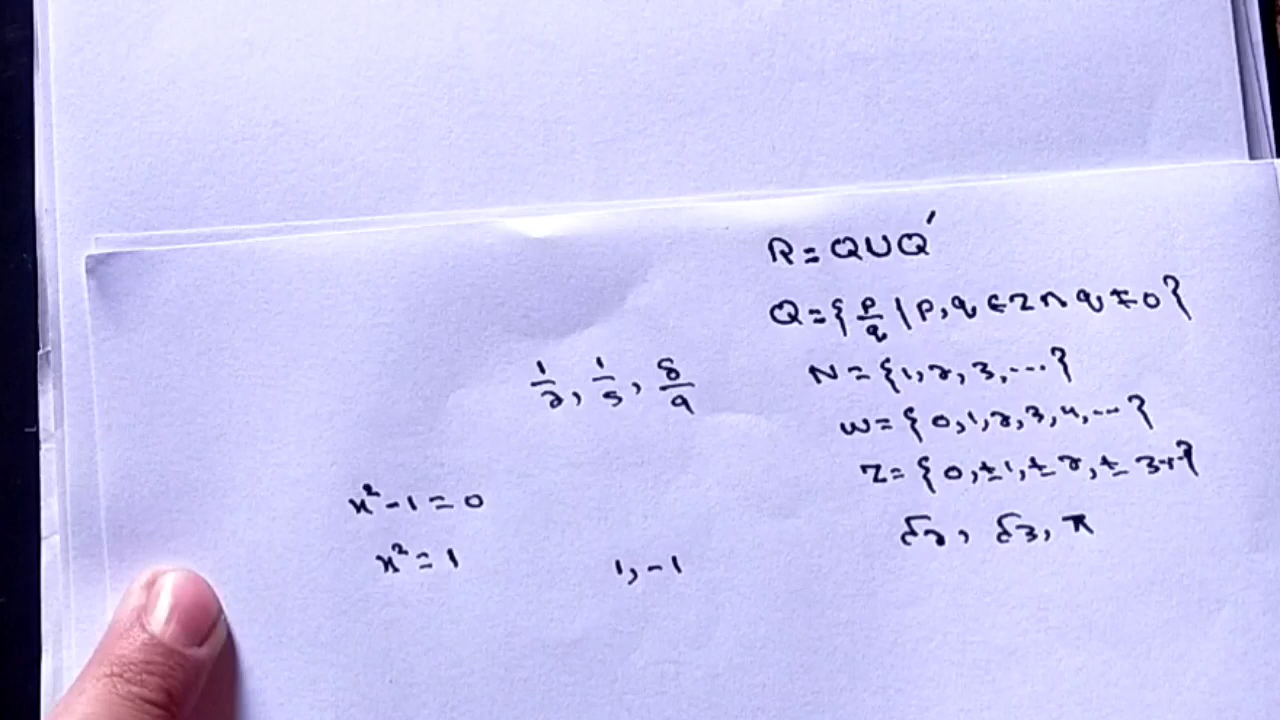 R = Q ∪ Q′
Q = { p/q | p, q ∈ Z ∧ q ≠ 0 }
N = {1, 2, 3, ...}
1/2, 1/5, 8/9
W = { 0, 1, 2, 3, 4, ... }
Z = { 0, ±1, ±2, ±3, ... }
x² - 1 = 0
√2, √3, π
x² = 1 1, -1